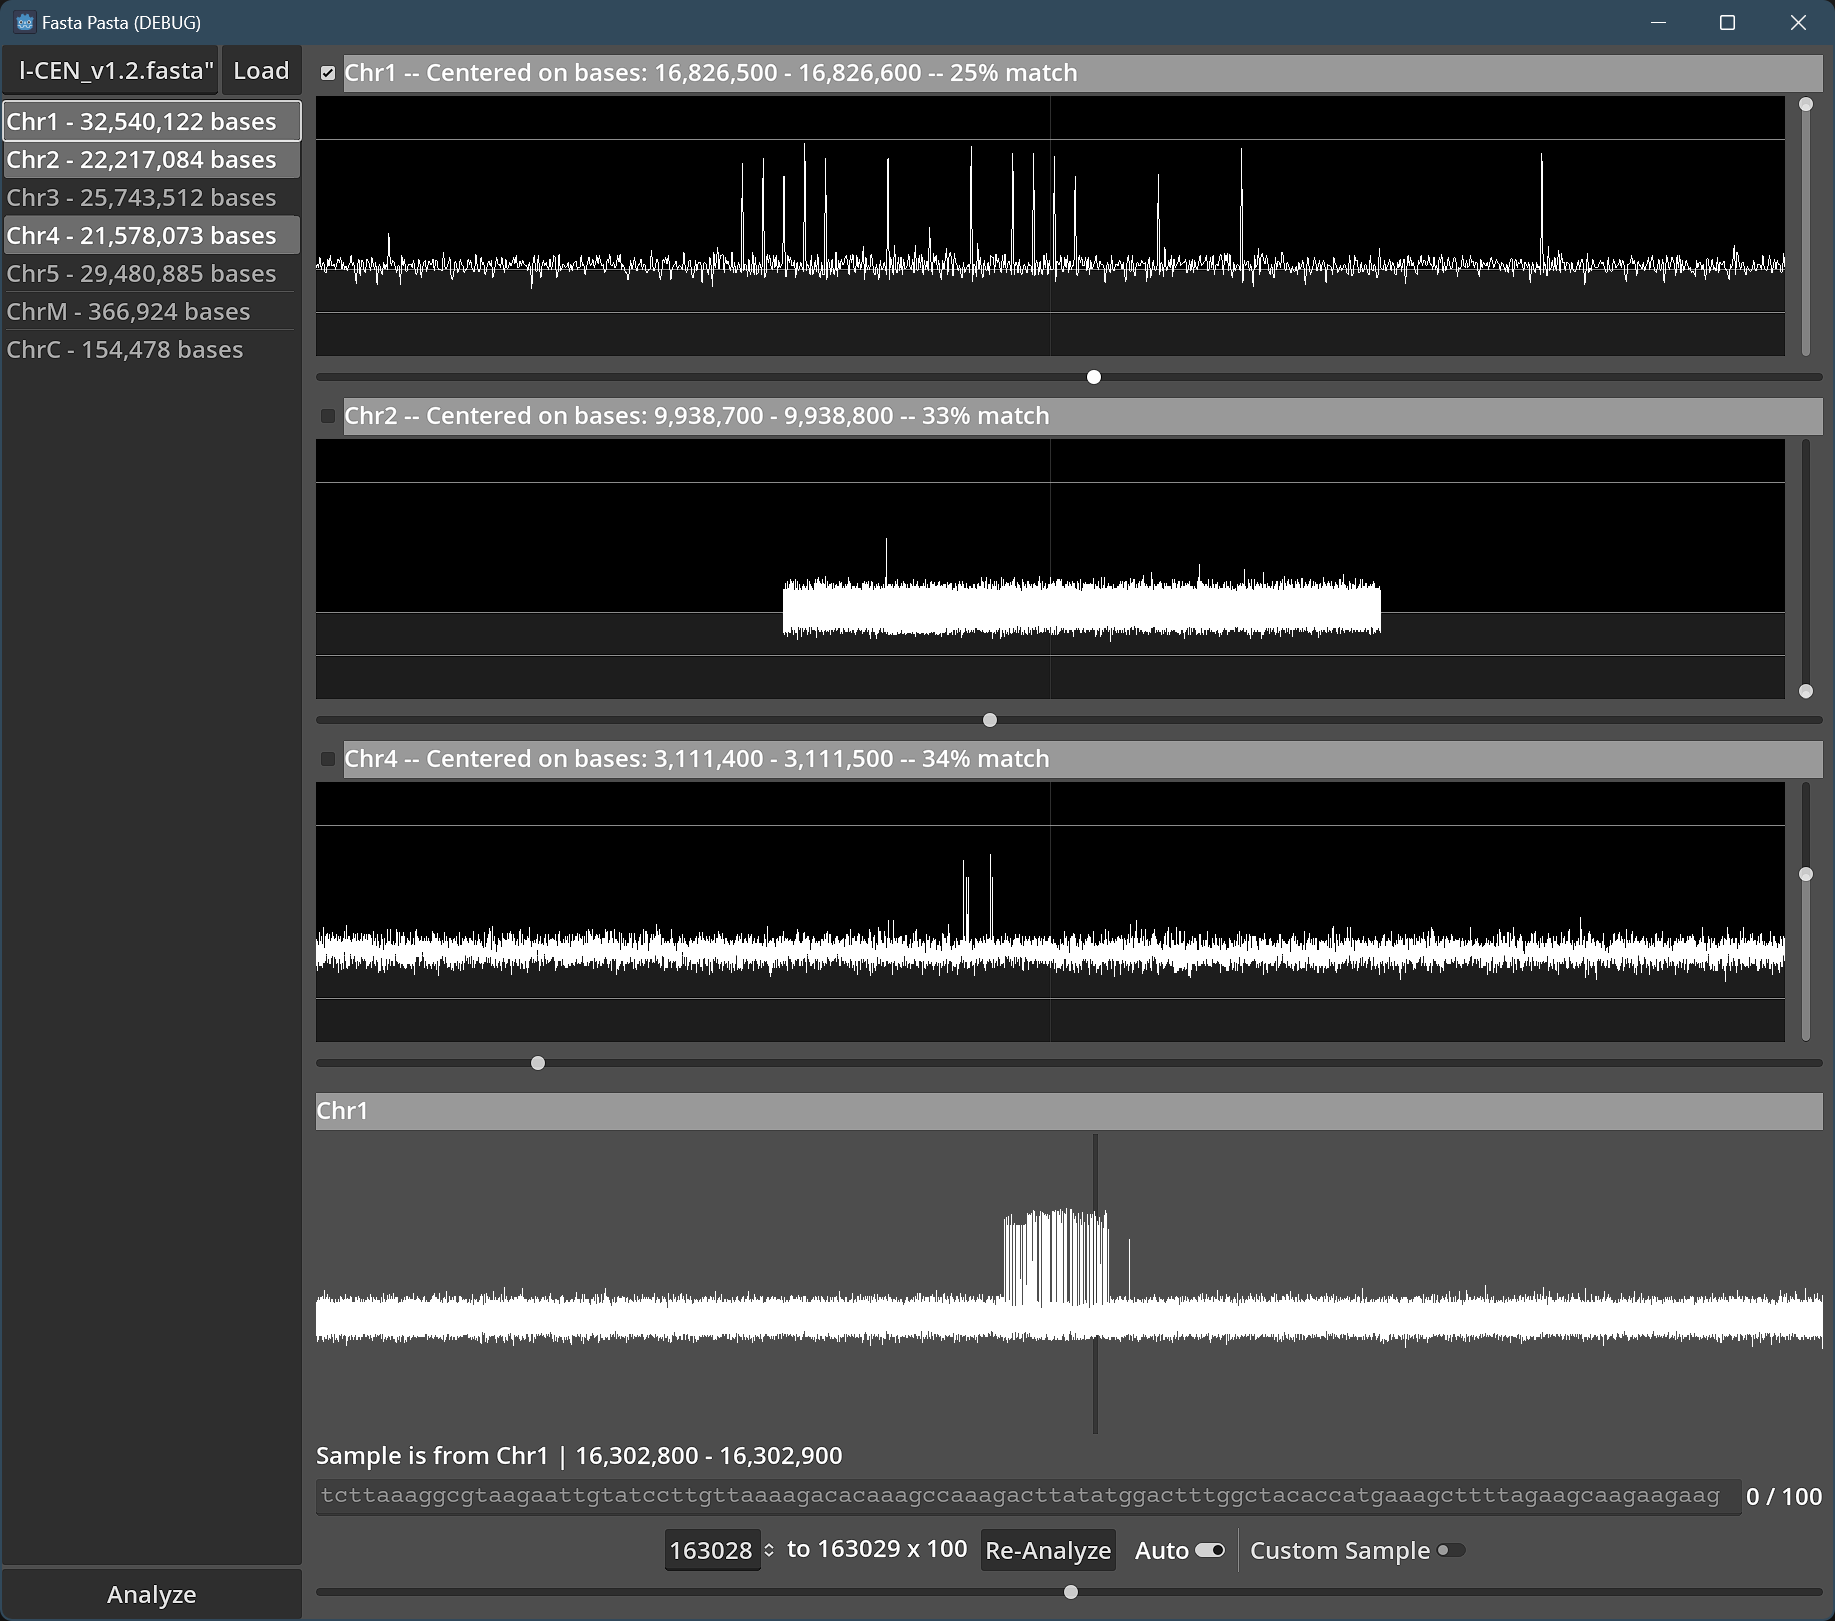 Fasta Pasta (DEBUG)
l-CEN_v1.2.fasta" Load
Chr1 - 32,540,122 bases
Chr2 - 22,217,084 bases
Chr3 - 25,743,512 bases
Chr4 - 21,578,073 bases
Chr5 - 29,480,885 bases
ChrM - 366,924 bases
ChrC - 154,478 bases
Analyze
Chr1 -- Centered on bases: 16,826,500 - 16,826,600 -- 25% match
Chr2 -- Centered on bases: 9,938,700 - 9,938,800 -- 33% match
Chr4 -- Centered on bases: 3,111,400 - 3,111,500 -- 34% match
Chr1
Sample is from Chr1 | 16,302,800 - 16,302,900
tcttaaaggcgtaagaattgtatccttgttaaaagacacaaagccaaagacttatatggactttggctacaccatgaaagcttttagaagcaagaagaag 0 / 100
163028 to 163029 x 100 Re-Analyze Auto Custom Sample